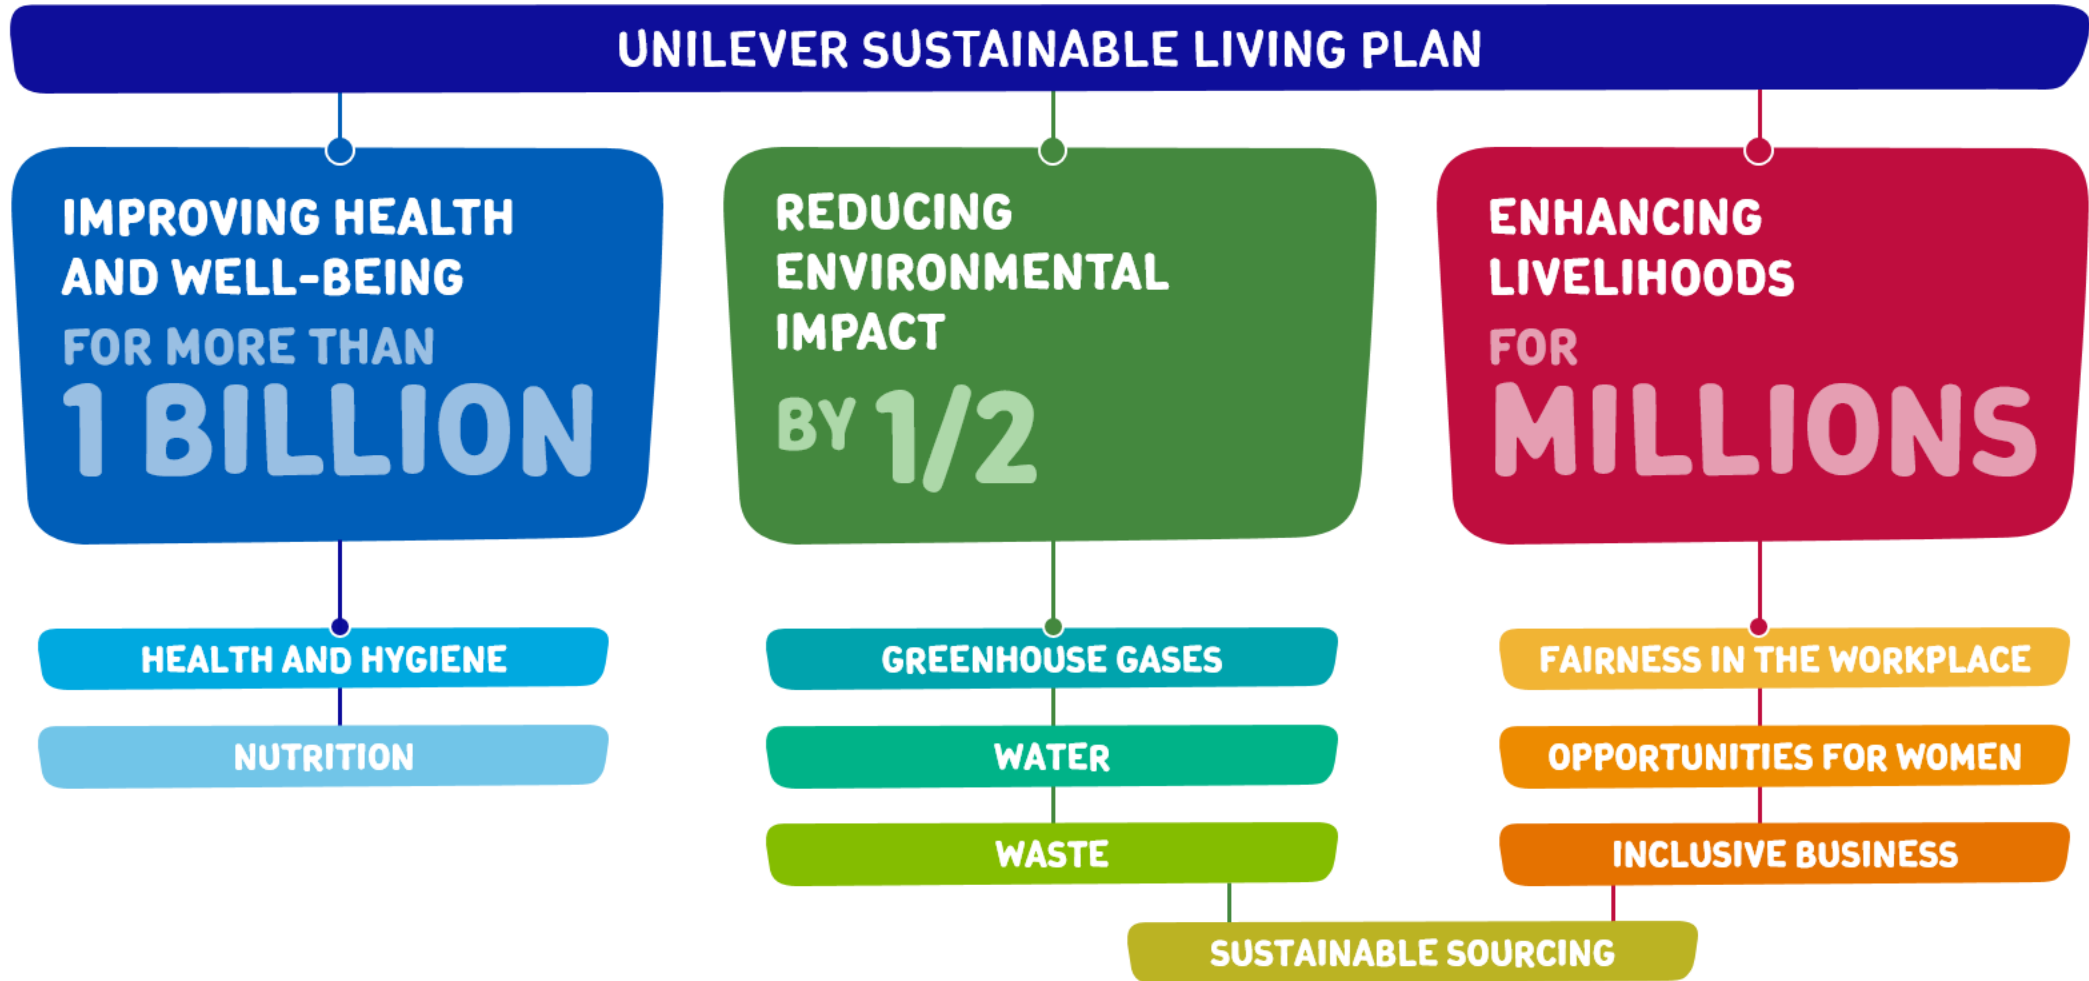 UNILEVER SUSTAINABLE LIVING PLAN
IMPROVING HEALTH
AND WELL-BEING
FOR MORE THAN
1 BILLION
REDUCING
ENVIRONMENTAL
IMPACT
BY 1/2
ENHANCING
LIVELIHOODS
FOR
MILLIONS
HEALTH AND HYGIENE
NUTRITION
GREENHOUSE GASES
WATER
WASTE
FAIRNESS IN THE WORKPLACE
OPPORTUNITIES FOR WOMEN
INCLUSIVE BUSINESS
SUSTAINABLE SOURCING